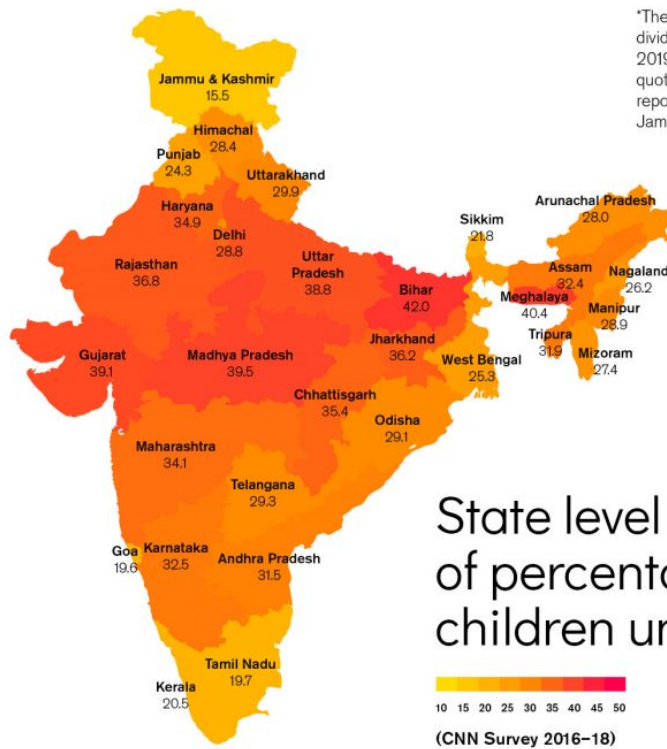 *The
divid
2019
quot
repo
Jam
Jammu & Kashmir
15.5
Himachal
28.4
Punjab
24.3
Uttarakhand
29.9
Haryana
34.9
Delhi
28.8
Rajasthan
36.8
Uttar
Pradesh
38.8
Bihar
42.0
Sikkim
21.8
Arunachal Pradesh
28.0
Assam
32.4
Nagaland
26.2
Meghalaya
40.4
Manipur
28.9
Tripura
31.9
Mizoram
27.4
Gujarat
39.1
Madhya Pradesh
39.5
Jharkhand
36.2
West Bengal
25.3
Chhattisgarh
35.4
Odisha
29.1
Maharashtra
34.1
Telangana
29.3
Goa
19.6
Karnataka
32.5
Andhra Pradesh
31.5
Tamil Nadu
19.7
Kerala
20.5
State level
of percenta
children un
10 15 20 25 30 35 40 45 50
(CNN Survey 2016–18)